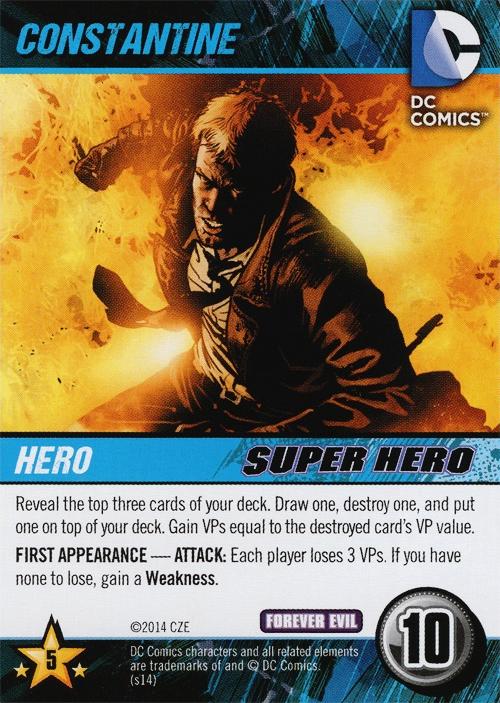 CONSTANTINE
DC COMICS™
HERO
SUPER HERO
Reveal the top three cards of your deck. Draw one, destroy one, and put
one on top of your deck. Gain VPs equal to the destroyed card's VP value.
FIRST APPEARANCE — ATTACK: Each player loses 3 VPs. If you have
none to lose, gain a Weakness.
©2014 CZE
FOREVER EVIL
5
10
DC Comics characters and all related elements
are trademarks of and © DC Comics.
(s14)